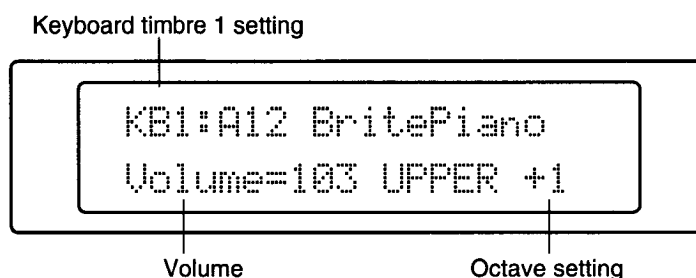 Keyboard timbre 1 setting
KB1:A12 BritePiano
Volume=103 UPPER +1
Volume Octave setting